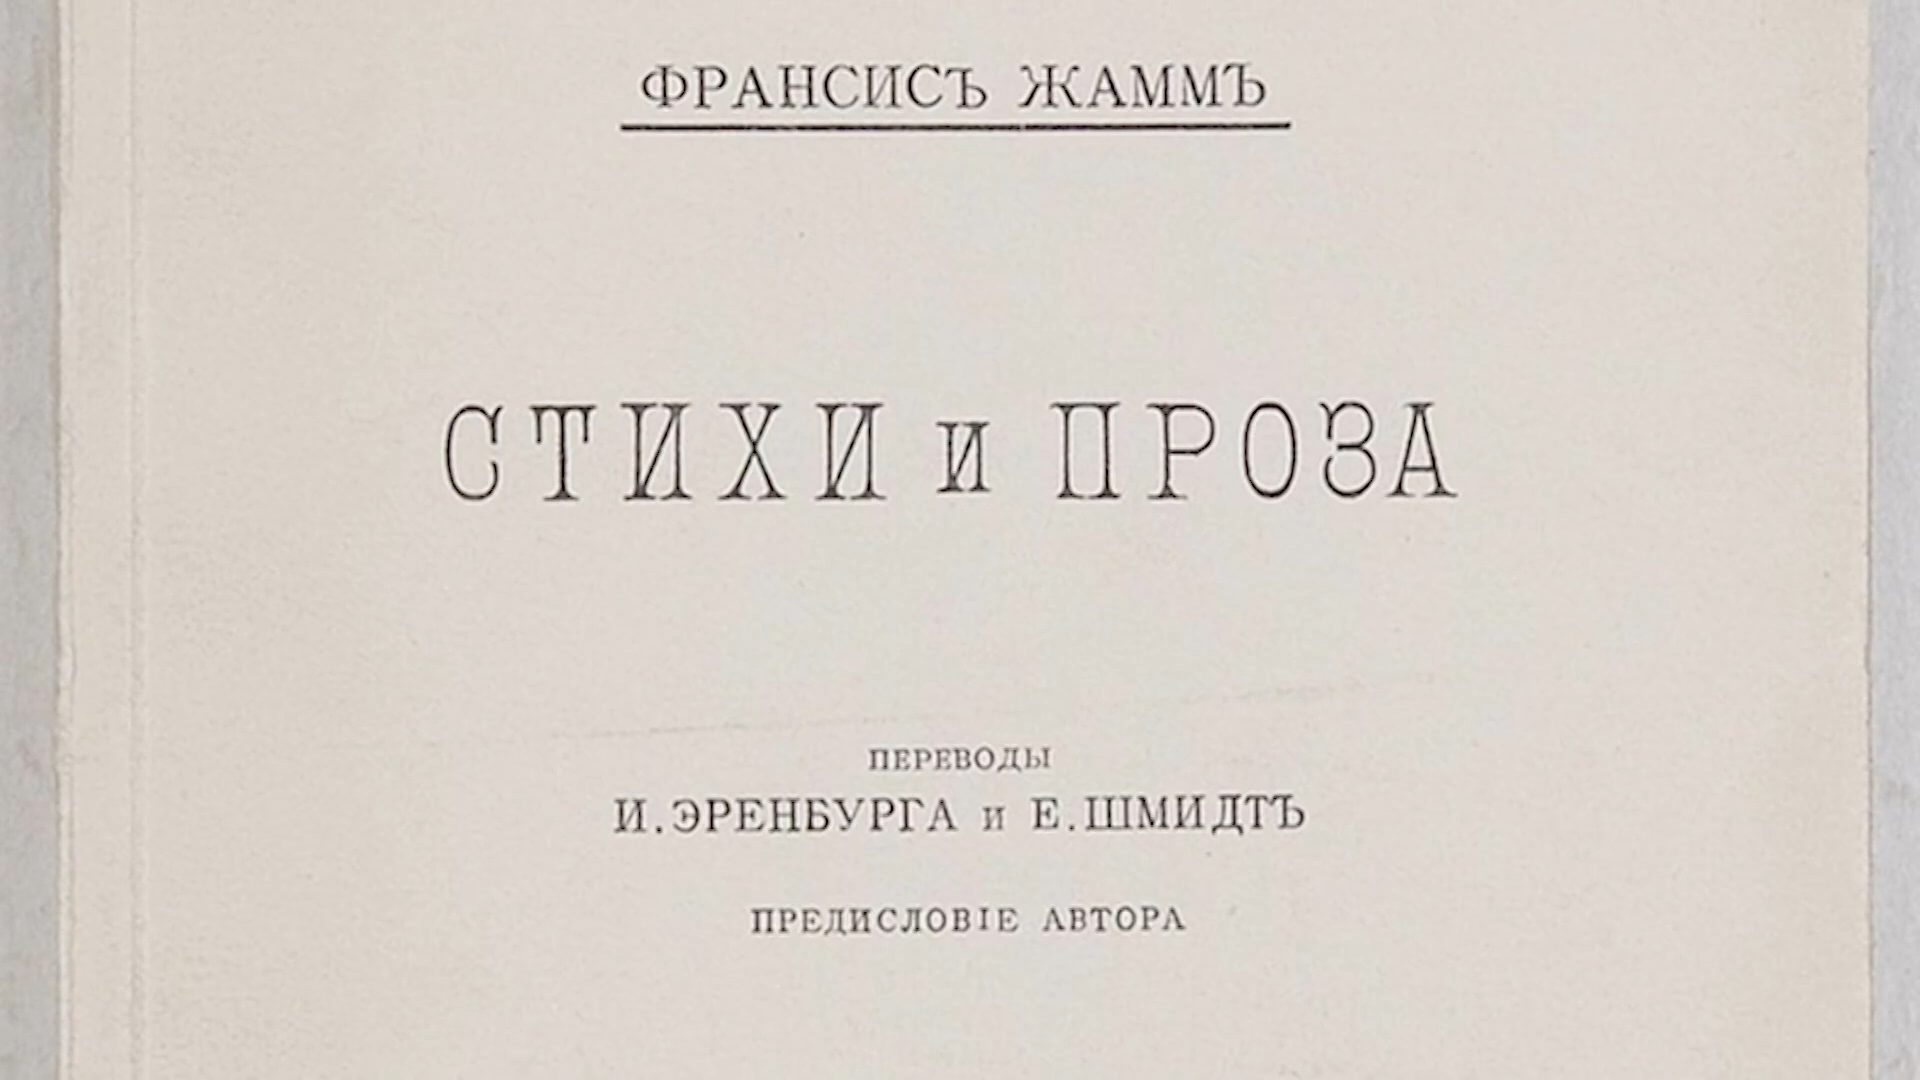 ФРАНСИСЪ ЖАММЪ
СТИХИ и ПРОЗА
ПЕРЕВОДЫ
И. ЭРЕНБУРГА и Е. ШМИДТЪ
ПРЕДИСЛОВІЕ АВТОРА